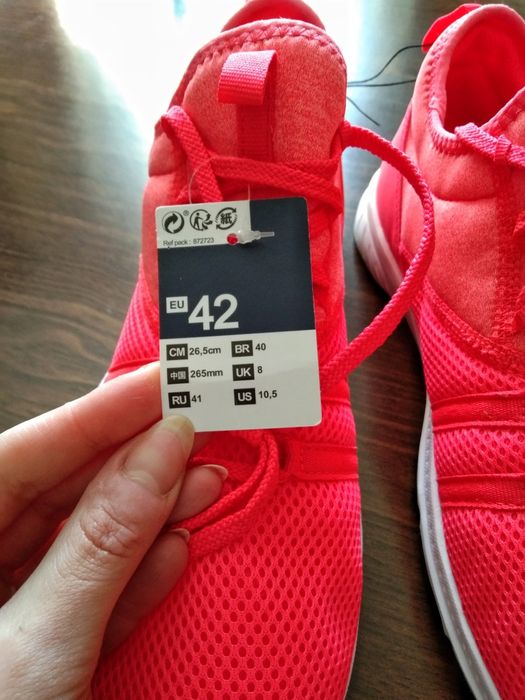 紙
Ref pack : 872723
EU 42
CM 26,5cm BR 40
中国 265mm UK 8
RU 41 US 10,5